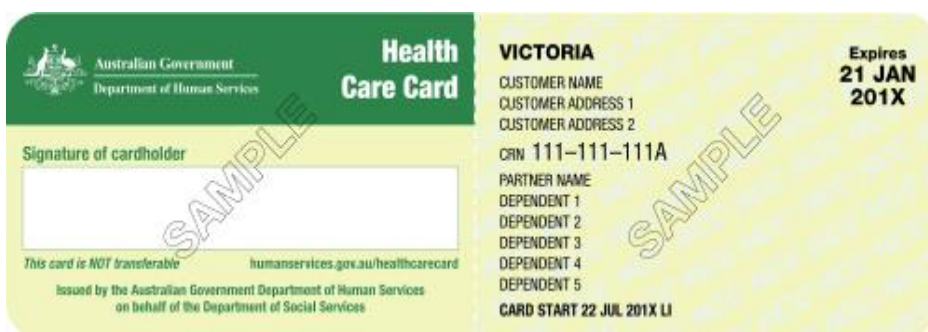 Australian Government
Department of Human Services
Health
Care Card
Signature of cardholder
SAMPLE
This card is NOT transferable
humanservices.gov.au/healthcarecard
Issued by the Australian Government Department of Human Services
on behalf of the Department of Social Services
VICTORIA
Expires
21 JAN
201X
CUSTOMER NAME
CUSTOMER ADDRESS 1
CUSTOMER ADDRESS 2
CRN 111–111–111A
PARTNER NAME
DEPENDENT 1
DEPENDENT 2
DEPENDENT 3
DEPENDENT 4
DEPENDENT 5
SAMPLE
CARD START 22 JUL 201X LI